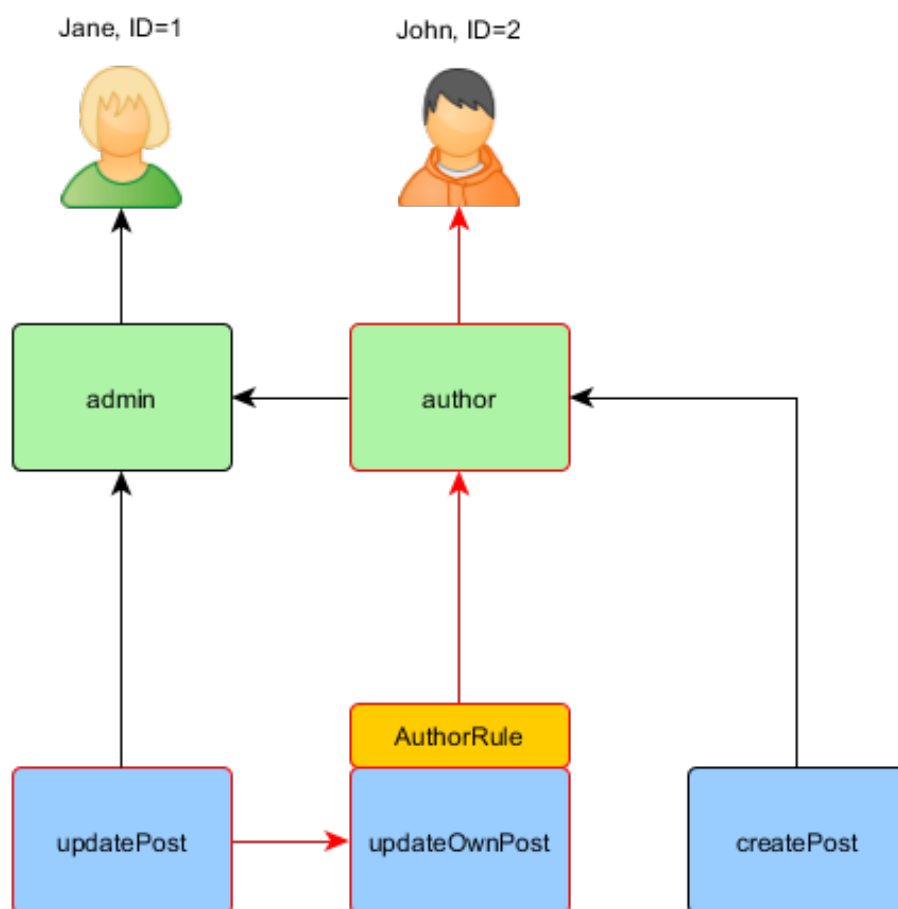 Jane, ID=1
John, ID=2
admin
author
AuthorRule
updatePost
updateOwnPost
createPost